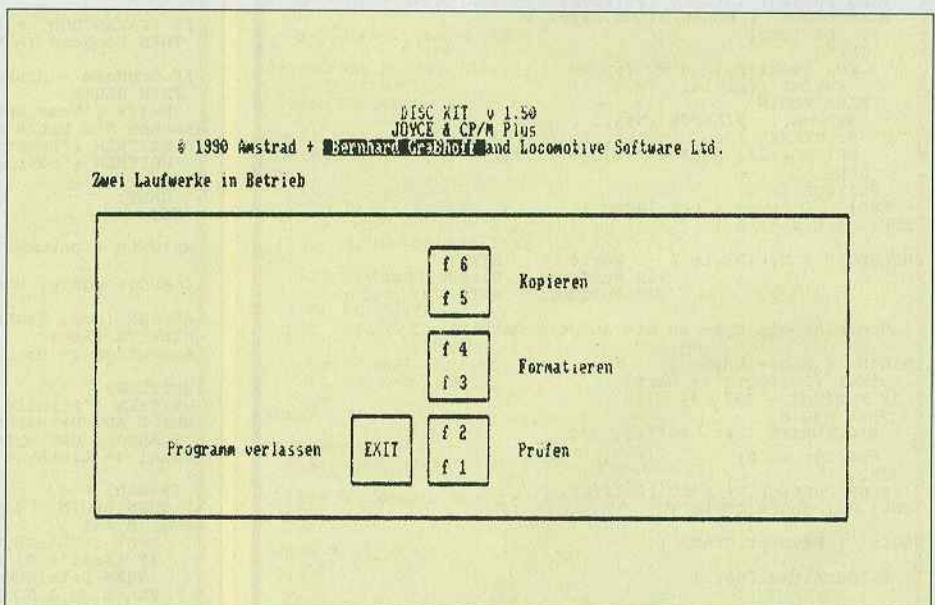 DISC KIT v 1.50
JOYCE & CP/M Plus
© 1990 Amstrad + Bernhard Grabhoff and Locomotive Software Ltd.
Zwei Laufwerke in Betrieb
f 6
Kopieren
f 5
f 4
Formatieren
f 3
Programm verlassen EXIT
f 2
Prüfen
f 1